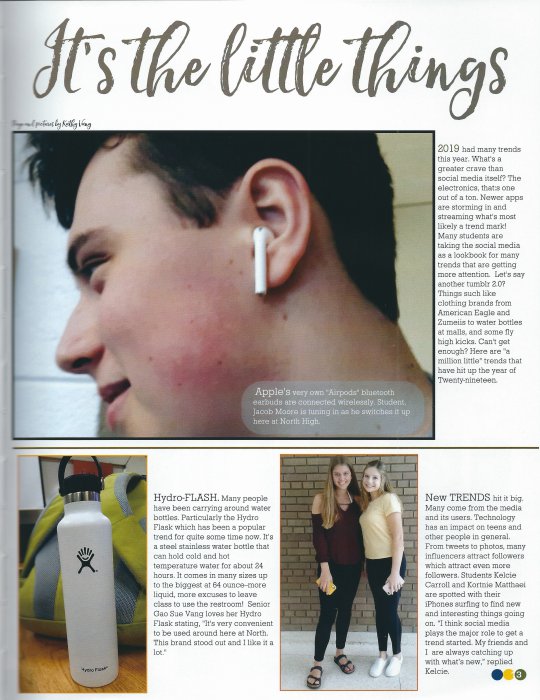 It's the little things
Page and pictures by Kathy Vang
2019 had many trends
this year. What's a
greater crave than
social media itself? The
electronics, thats one
out of a ton. Newer apps
are storming in and
streaming what's most
likely a trend mark!
Many students are
taking the social media
as a lookbook for many
trends that are getting
more attention. Let's say
another tumblr 2.0?
Things such like
clothing brands from
American Eagle and
Zumeiis to water bottles
at malls, and some fly
high kicks. Can't get
enough? Here are "a
million little" trends that
have hit up the year of
Twenty-nineteen.
Apple's very own "Airpods" bluetooth
earbuds are connected wirelessly. Student,
Jacob Moore is tuning in as he switches it up
here at North High.
Hydro Flask
Hydro-FLASH. Many people
have been carrying around water
bottles. Particularly the Hydro
Flask which has been a popular
trend for quite some time now. It's
a steel stainless water bottle that
can hold cold and hot
temperature water for about 24
hours. It comes in many sizes up
to the biggest at 64 ounce-more
liquid, more excuses to leave
class to use the restroom! Senior
Gao Sue Vang loves her Hydro
Flask stating, "It's very convenient
to be used around here at North.
This brand stood out and I like it a
lot."
New TRENDS hit it big.
Many come from the media
and its users. Technology
has an impact on teens and
other people in general.
From tweets to photos, many
influencers attract followers
which attract even more
followers. Students Kelcie
Carroll and Kortnie Matthaei
are spotted with their
iPhones surfing to find new
and interesting things going
on. "I think social media
plays the major role to get a
trend started. My friends and
I are always catching up
with what's new," replied
Kelcie.
3